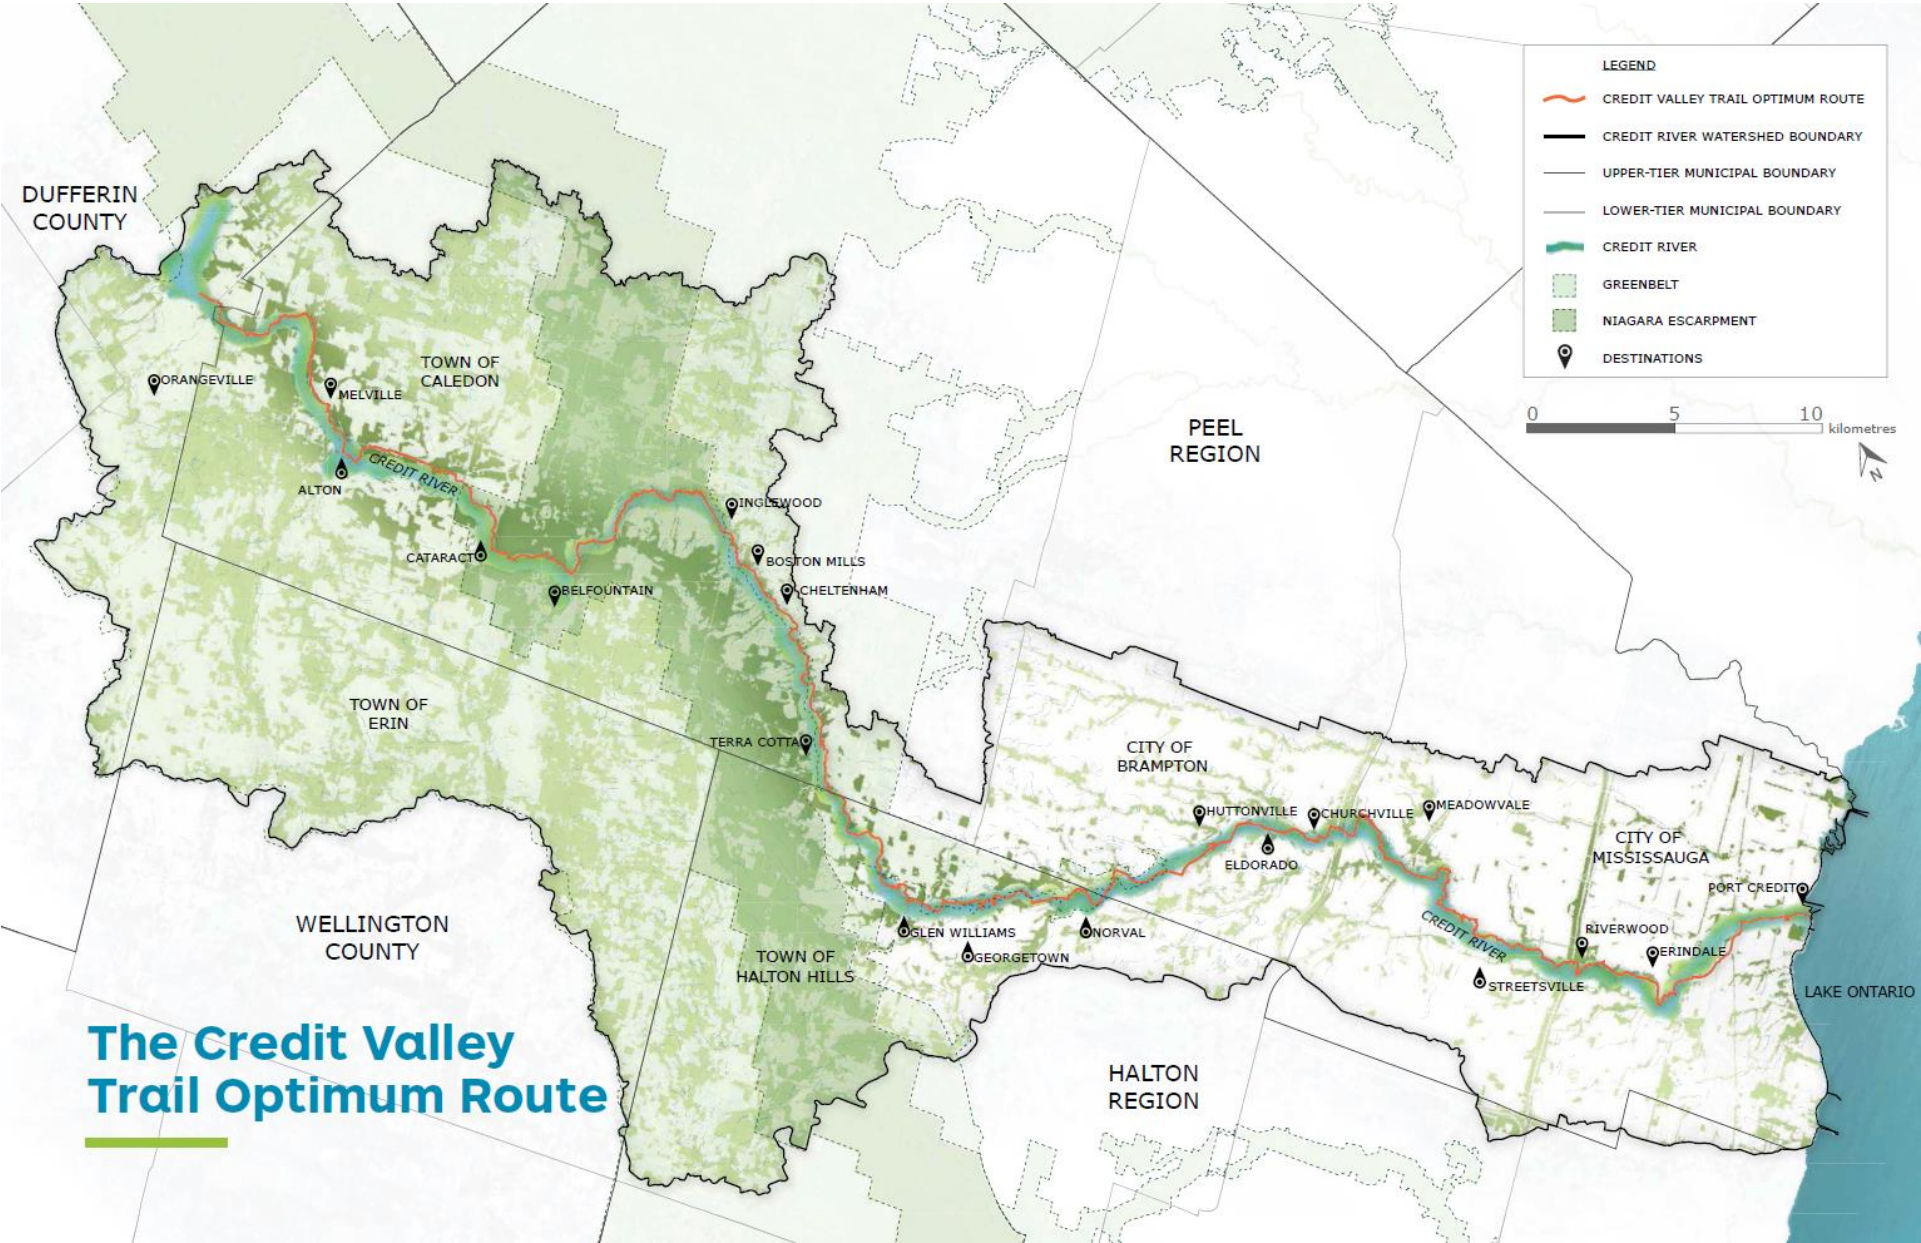 LEGEND
CREDIT VALLEY TRAIL OPTIMUM ROUTE
CREDIT RIVER WATERSHED BOUNDARY
UPPER-TIER MUNICIPAL BOUNDARY
LOWER-TIER MUNICIPAL BOUNDARY
CREDIT RIVER
GREENBELT
NIAGARA ESCARPMENT
DESTINATIONS
0 5 10
kilometres
N
DUFFERIN
COUNTY
ORANGEVILLE
MELVILLE
TOWN OF
CALEDON
ALTON
CREDIT RIVER
CATARACT
BELFOUNTAIN
INGLEWOOD
BOSTON MILLS
CHELTENHAM
PEEL
REGION
TOWN OF
ERIN
TERRA COTTA
CITY OF
BRAMPTON
HUTTONVILLE
CHURCHVILLE
MEADOWVALE
ELDORADO
CITY OF
MISSISSAUGA
PORT CREDIT
WELLINGTON
COUNTY
TOWN OF
HALTON HILLS
GLEN WILLIAMS
GEORGETOWN
NORVAL
CREDIT RIVER
RIVERWOOD
ERINDALE
STREETSVILLE
LAKE ONTARIO
HALTON
REGION
The Credit Valley
Trail Optimum Route